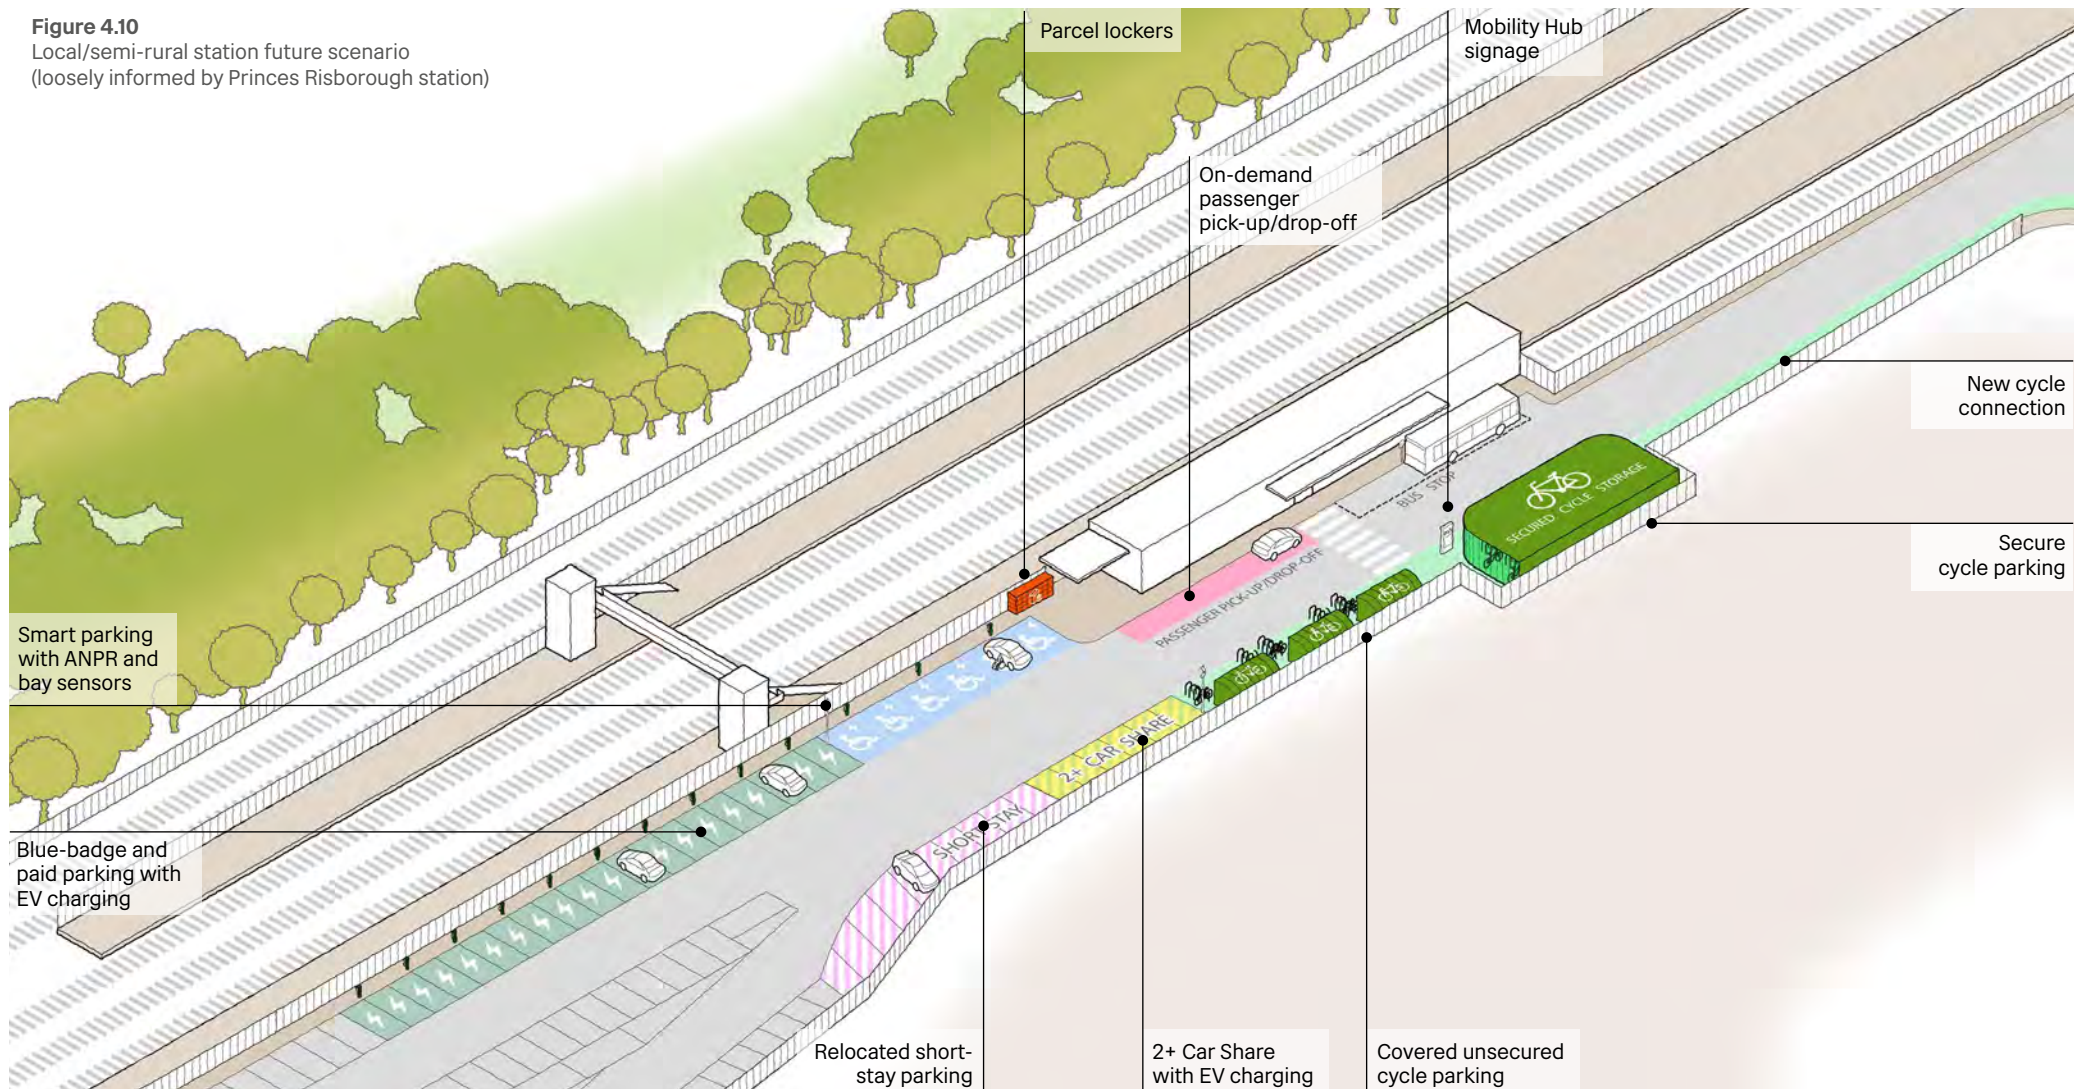 Figure 4.10
Local/semi-rural station future scenario
(loosely informed by Princes Risborough station)
Parcel lockers
Mobility Hub
signage
On-demand
passenger
pick-up/drop-off
New cycle
connection
BUS STOP
SECURED CYCLE STORAGE
Secure
cycle parking
PASSENGER PICK-UP/DROP-OFF
Smart parking
with ANPR and
bay sensors
2+ CAR SHARE
SHORT STAY
Blue-badge and
paid parking with
EV charging
Relocated short-
stay parking
2+ Car Share
with EV charging
Covered unsecured
cycle parking